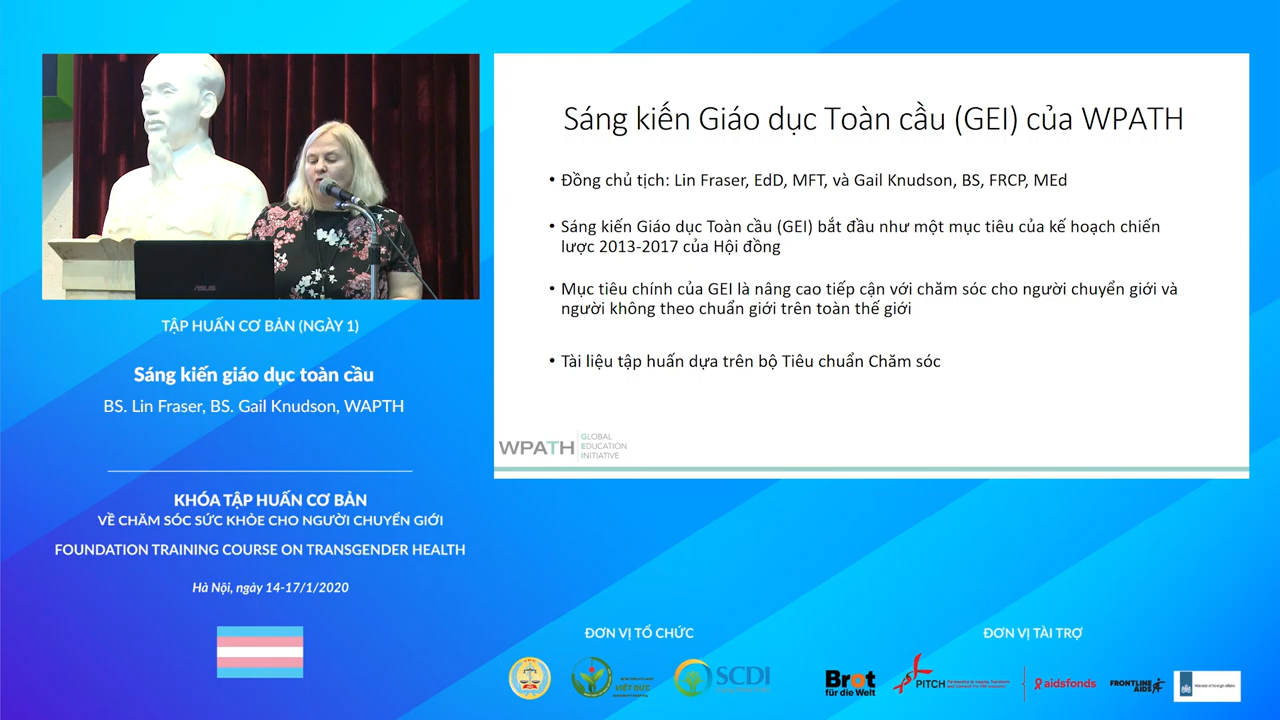 ASUS
TẬP HUẤN CƠ BẢN (NGÀY 1)
Sáng kiến giáo dục toàn cầu
BS. Lin Fraser, BS. Gail Knudson, WAPTH
KHÓA TẬP HUẤN CƠ BẢN
VỀ CHĂM SÓC SỨC KHỎE CHO NGƯỜI CHUYỂN GIỚI
FOUNDATION TRAINING COURSE ON TRANSGENDER HEALTH
Hà Nội, ngày 14-17/1/2020
Sáng kiến Giáo dục Toàn cầu (GEI) của WPATH
• Đồng chủ tịch: Lin Fraser, EdD, MFT, và Gail Knudson, BS, FRCP, MEd
• Sáng kiến Giáo dục Toàn cầu (GEI) bắt đầu như một mục tiêu của kế hoạch chiến
lược 2013-2017 của Hội đồng
• Mục tiêu chính của GEI là nâng cao tiếp cận với chăm sóc cho người chuyển giới và
người không theo chuẩn giới trên toàn thế giới
• Tài liệu tập huấn dựa trên bộ Tiêu chuẩn Chăm sóc
WPATH
GLOBAL
EDUCATION
INITIATIVE
ĐƠN VỊ TỔ CHỨC
VIỆT ĐỨC
SCDI
ĐƠN VỊ TÀI TRỢ
Brot
für die Welt
PITCH
aidsfonds
FRONTLINE
AIDS
Ministry of Foreign Affairs